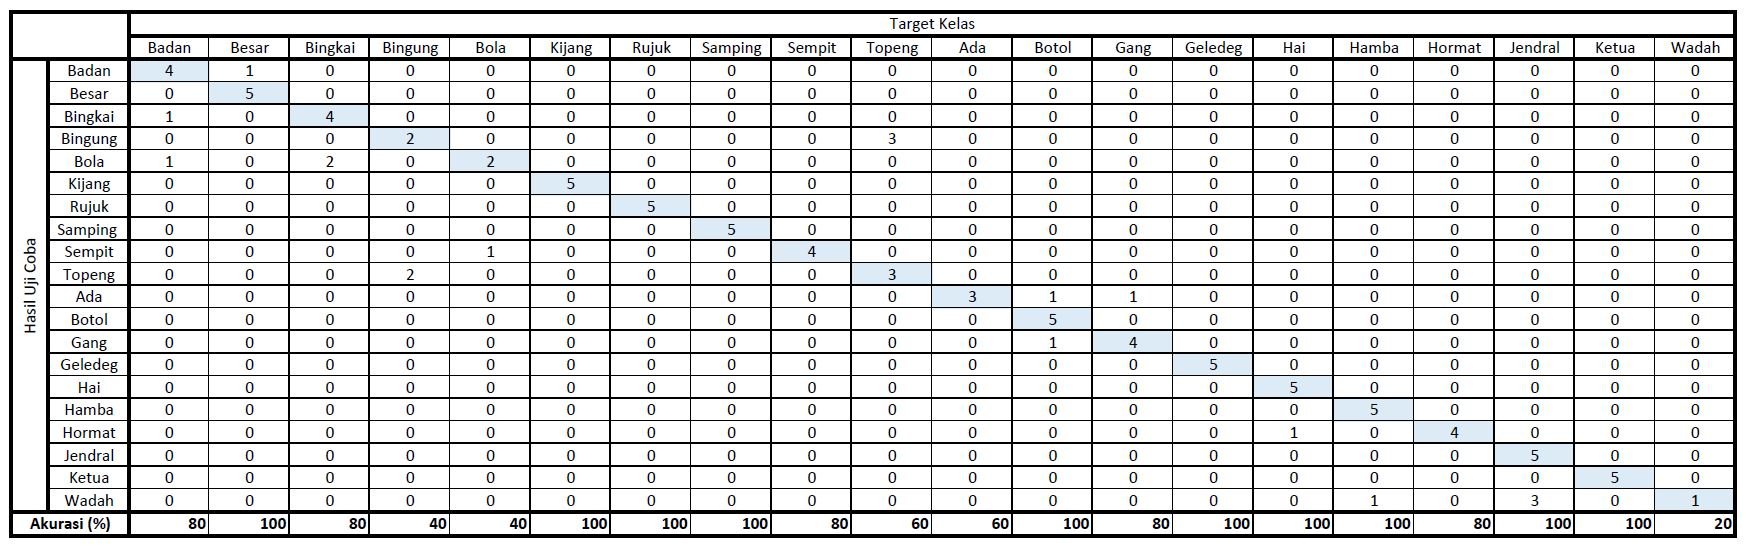 Target Kelas
Badan Besar Bingkai Bingung Bola Kijang Rujuk Samping Sempit Topeng Ada Botol Gang Geledeg Hai Hamba Hormat Jendral Ketua Wadah
Hasil Uji Coba
Badan 4 1 0 0 0 0 0 0 0 0 0 0 0 0 0 0 0 0 0 0
Besar 0 5 0 0 0 0 0 0 0 0 0 0 0 0 0 0 0 0 0 0
Bingkai 1 0 4 0 0 0 0 0 0 0 0 0 0 0 0 0 0 0 0 0
Bingung 0 0 0 2 0 0 0 0 0 3 0 0 0 0 0 0 0 0 0 0
Bola 1 0 2 0 2 0 0 0 0 0 0 0 0 0 0 0 0 0 0 0
Kijang 0 0 0 0 0 5 0 0 0 0 0 0 0 0 0 0 0 0 0 0
Rujuk 0 0 0 0 0 0 5 0 0 0 0 0 0 0 0 0 0 0 0 0
Samping 0 0 0 0 0 0 0 5 0 0 0 0 0 0 0 0 0 0 0 0
Sempit 0 0 0 0 1 0 0 0 4 0 0 0 0 0 0 0 0 0 0 0
Topeng 0 0 0 2 0 0 0 0 0 3 0 0 0 0 0 0 0 0 0 0
Ada 0 0 0 0 0 0 0 0 0 0 3 1 1 0 0 0 0 0 0 0
Botol 0 0 0 0 0 0 0 0 0 0 0 5 0 0 0 0 0 0 0 0
Gang 0 0 0 0 0 0 0 0 0 0 0 1 4 0 0 0 0 0 0 0
Geledeg 0 0 0 0 0 0 0 0 0 0 0 0 0 5 0 0 0 0 0 0
Hai 0 0 0 0 0 0 0 0 0 0 0 0 0 0 5 0 0 0 0 0
Hamba 0 0 0 0 0 0 0 0 0 0 0 0 0 0 0 5 0 0 0 0
Hormat 0 0 0 0 0 0 0 0 0 0 0 0 0 0 1 0 4 0 0 0
Jendral 0 0 0 0 0 0 0 0 0 0 0 0 0 0 0 0 0 5 0 0
Ketua 0 0 0 0 0 0 0 0 0 0 0 0 0 0 0 0 0 0 5 0
Wadah 0 0 0 0 0 0 0 0 0 0 0 0 0 0 0 1 0 3 0 1
Akurasi (%) 80 100 80 40 40 100 100 100 80 60 60 100 80 100 100 100 80 100 100 20